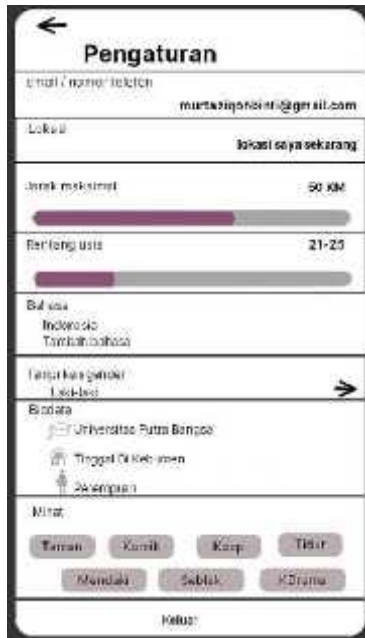 Pengaturan
email / nomor telefon
murtaziqohbinti@gmail.com
Lokasi
lokasi saya sekarang
Jarak maksimal 50 KM
Rentang usia 21-25
Bahasa
Indonesia
Tambah bahasa
Tampilkan gender
Laki-laki
Biodata
Universitas Putra Bangsa
Tinggal Di Kebumen
Perempuan
Minat
Taman Komik Kpop Tidur
Mendaki Seblak KDrama
Keluar